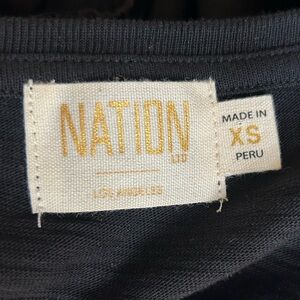 NATION
LTD
LOS ANGELES
MADE IN
XS
PERU